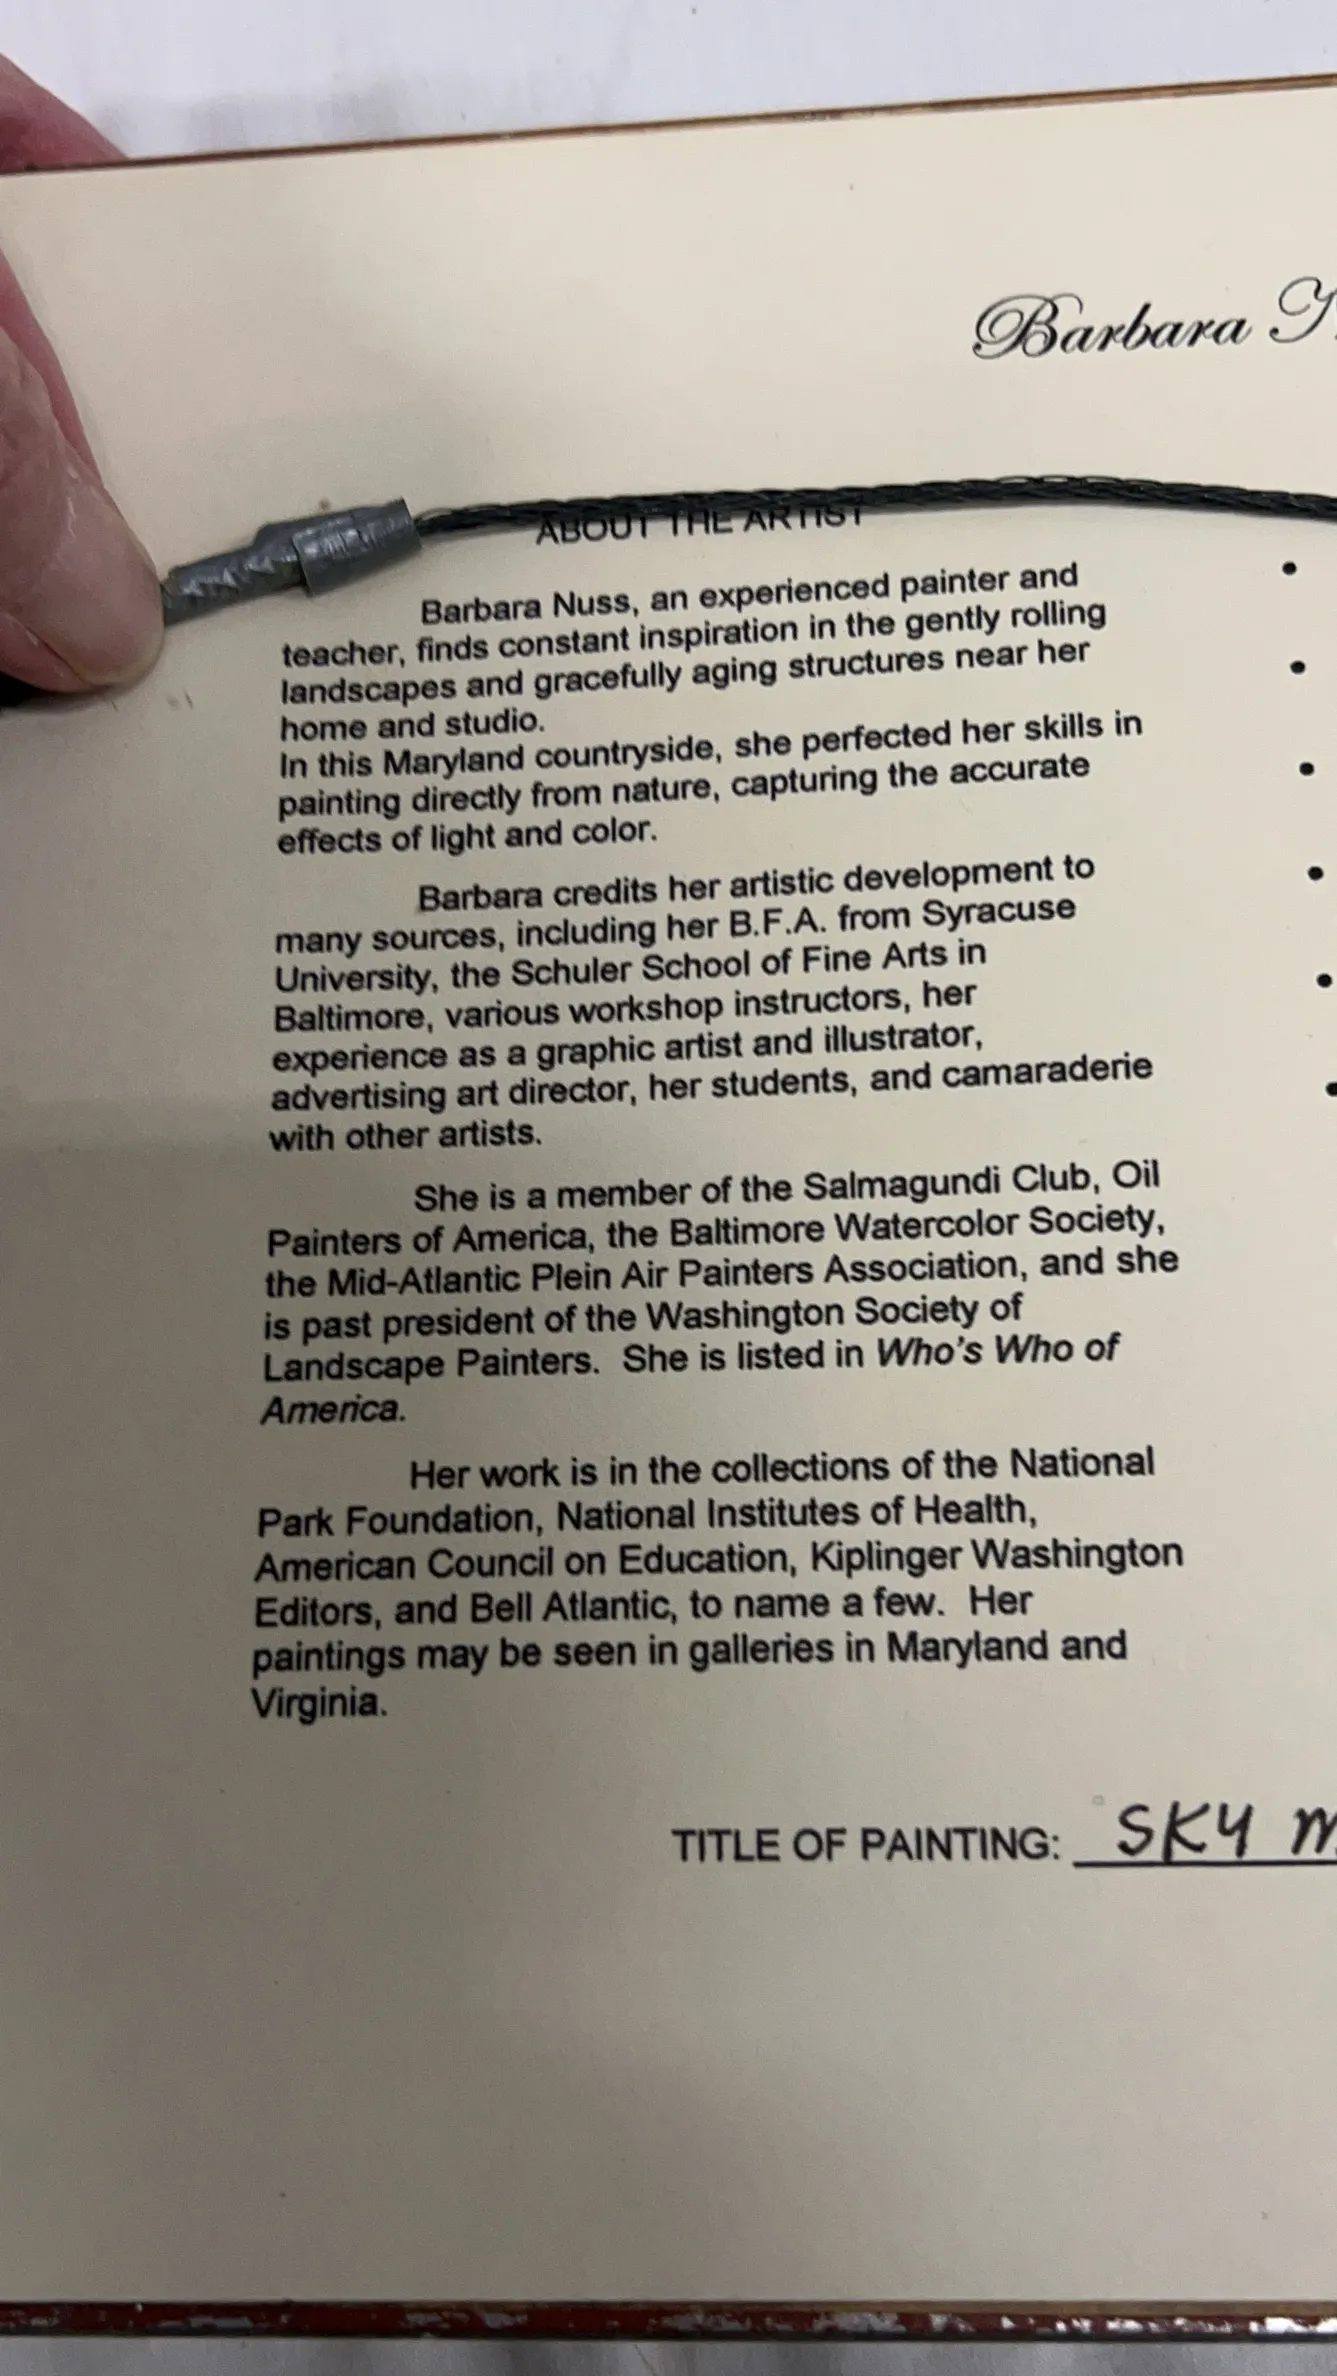 Barbara
ABOUT THE ARTIST
Barbara Nuss, an experienced painter and
teacher, finds constant inspiration in the gently rolling
landscapes and gracefully aging structures near her
home and studio.
In this Maryland countryside, she perfected her skills in
painting directly from nature, capturing the accurate
effects of light and color.
Barbara credits her artistic development to
many sources, including her B.F.A. from Syracuse
University, the Schuler School of Fine Arts in
Baltimore, various workshop instructors, her
experience as a graphic artist and illustrator,
advertising art director, her students, and camaraderie
with other artists.
She is a member of the Salmagundi Club, Oil
Painters of America, the Baltimore Watercolor Society,
the Mid-Atlantic Plein Air Painters Association, and she
is past president of the Washington Society of
Landscape Painters. She is listed in Who's Who of
America.
Her work is in the collections of the National
Park Foundation, National Institutes of Health,
American Council on Education, Kiplinger Washington
Editors, and Bell Atlantic, to name a few. Her
paintings may be seen in galleries in Maryland and
Virginia.
TITLE OF PAINTING: SKY